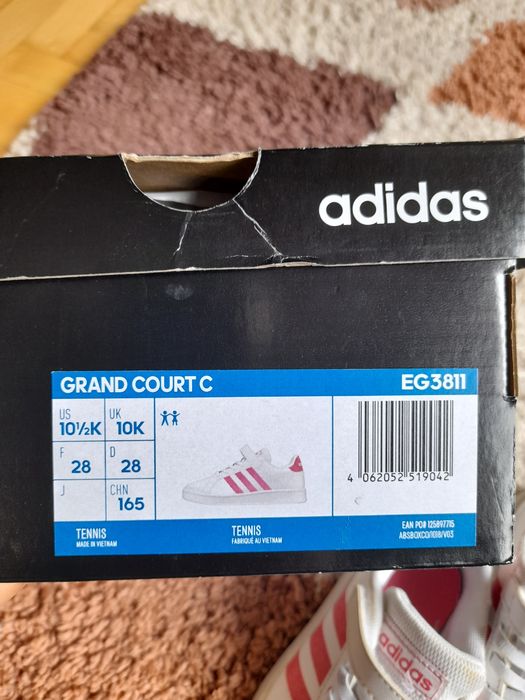 adidas
GRAND COURT C EG3811
US UK
10½K 10K
F D
28 28
J CHN
165
4 062052 519042
TENNIS TENNIS EAN PO# 125897715
MADE IN VIETNAM FABRIQUÉ AU VIETNAM ABSBOXCO/1018/V03
adidas